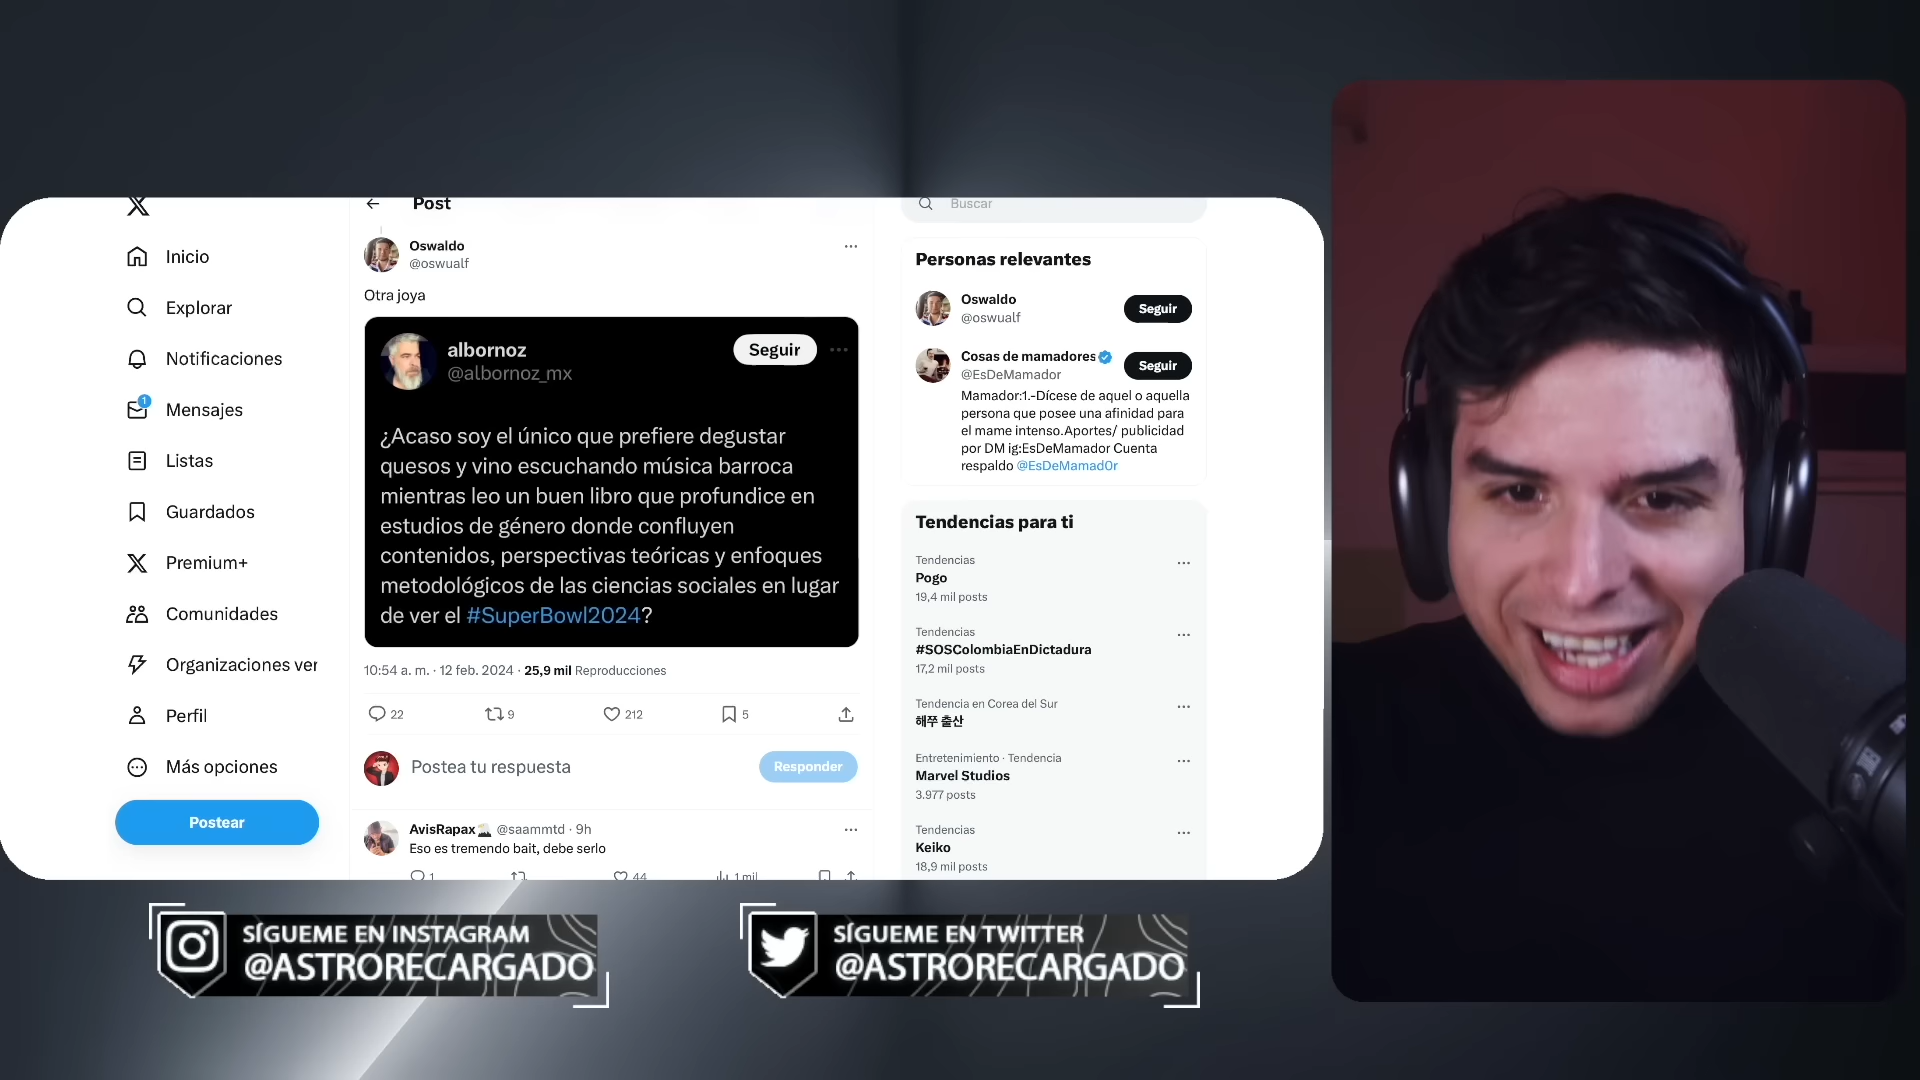 Inicio
Explorar
Notificaciones
1
Mensajes
Listas
Guardados
Premium+
Comunidades
Organizaciones ver
Perfil
Más opciones
Postear
Post
Oswaldo
@oswualf
Otra joya
albornoz
@albornoz_mx
Seguir
¿Acaso soy el único que prefiere degustar
quesos y vino escuchando música barroca
mientras leo un buen libro que profundice en
estudios de género donde confluyen
contenidos, perspectivas teóricas y enfoques
metodológicos de las ciencias sociales en lugar
de ver el #SuperBowl2024?
10:54 a. m. · 12 feb. 2024 · 25,9 mil Reproducciones
22 9 212 5
Postea tu respuesta
Responder
AvisRapax @saammtd · 9h
Eso es tremendo bait, debe serlo
1 44 1 mil
Buscar
Personas relevantes
Oswaldo
@oswualf
Seguir
Cosas de mamadores
@EsDeMamador
Seguir
Mamador:1.-Dícese de aquel o aquella
persona que posee una afinidad para
el mame intenso.Aportes/ publicidad
por DM ig:EsDeMamador Cuenta
respaldo @EsDeMamad0r
Tendencias para ti
Tendencias
Pogo
19,4 mil posts
Tendencias
#SOSColombiaEnDictadura
17,2 mil posts
Tendencia en Corea del Sur
해쭈 출산
Entretenimiento · Tendencia
Marvel Studios
3.977 posts
Tendencias
Keiko
18,9 mil posts
SÍGUEME EN INSTAGRAM
@ASTRORECARGADO
SÍGUEME EN TWITTER
@ASTRORECARGADO